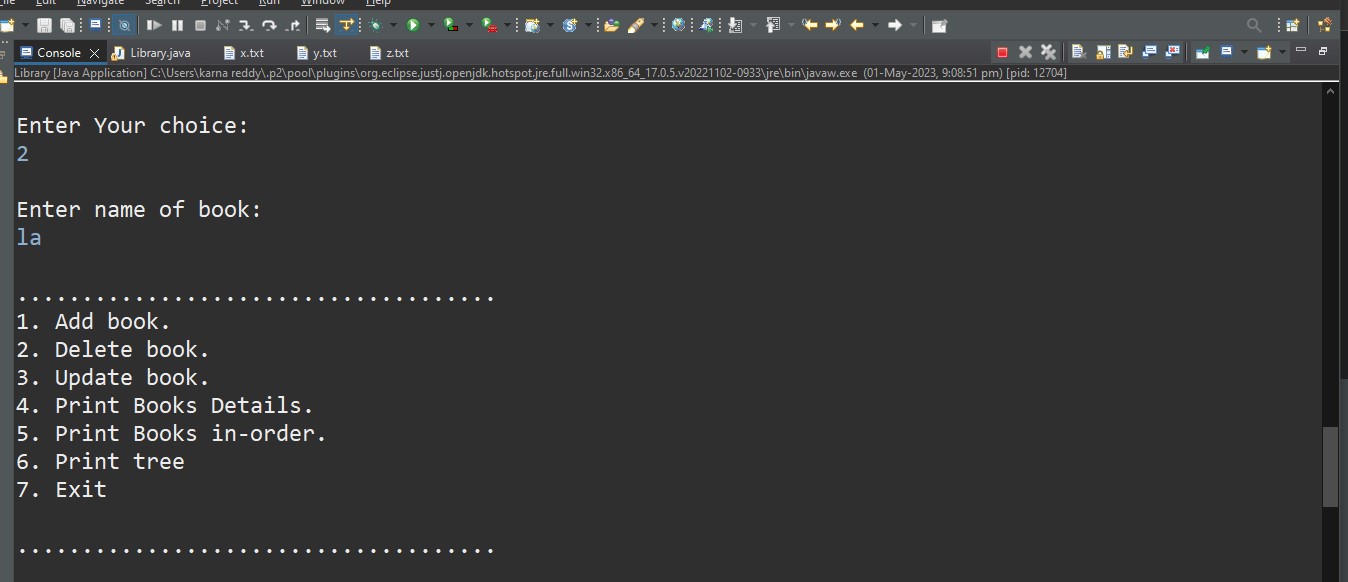 File Edit Navigate Search Project Run Window Help
Console Library.java x.txt y.txt z.txt
Library [Java Application] C:\Users\karna reddy\.p2\pool\plugins\org.eclipse.justj.openjdk.hotspot.jre.full.win32.x86_64_17.0.5.v20221102-0933\jre\bin\javaw.exe (01-May-2023, 9:08:51 pm) [pid: 12704]
Enter Your choice:
2
Enter name of book:
la
.....................................
1. Add book.
2. Delete book.
3. Update book.
4. Print Books Details.
5. Print Books in-order.
6. Print tree
7. Exit
.....................................